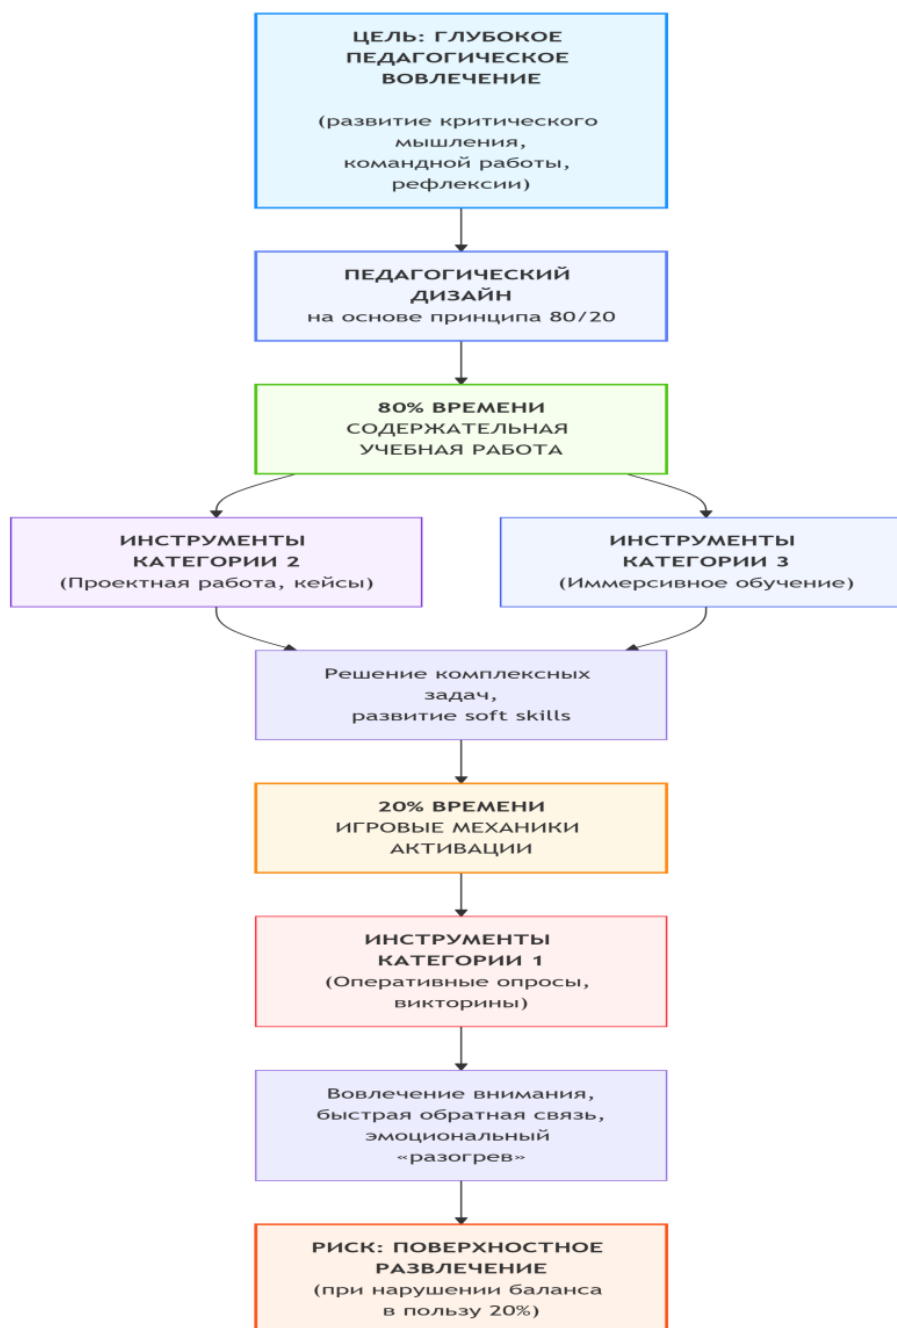 ЦЕЛЬ: ГЛУБОКОЕ
ПЕДАГОГИЧЕСКОЕ
ВОВЛЕЧЕНИЕ
(развитие критического
мышления,
командной работы,
рефлексии)
ПЕДАГОГИЧЕСКИЙ
ДИЗАЙН
на основе принципа 80/20
80% ВРЕМЕНИ
СОДЕРЖАТЕЛЬНАЯ
УЧЕБНАЯ РАБОТА
ИНСТРУМЕНТЫ
КАТЕГОРИИ 2
(Проектная работа, кейсы)
ИНСТРУМЕНТЫ
КАТЕГОРИИ 3
(Иммерсивное обучение)
Решение комплексных
задач,
развитие soft skills
20% ВРЕМЕНИ
ИГРОВЫЕ МЕХАНИКИ
АКТИВАЦИИ
ИНСТРУМЕНТЫ
КАТЕГОРИИ 1
(Оперативные опросы,
викторины)
Вовлечение внимания,
быстрая обратная связь,
эмоциональный
«разогрев»
РИСК: ПОВЕРХНОСТНОЕ
РАЗВЛЕЧЕНИЕ
(при нарушении баланса
в пользу 20%)